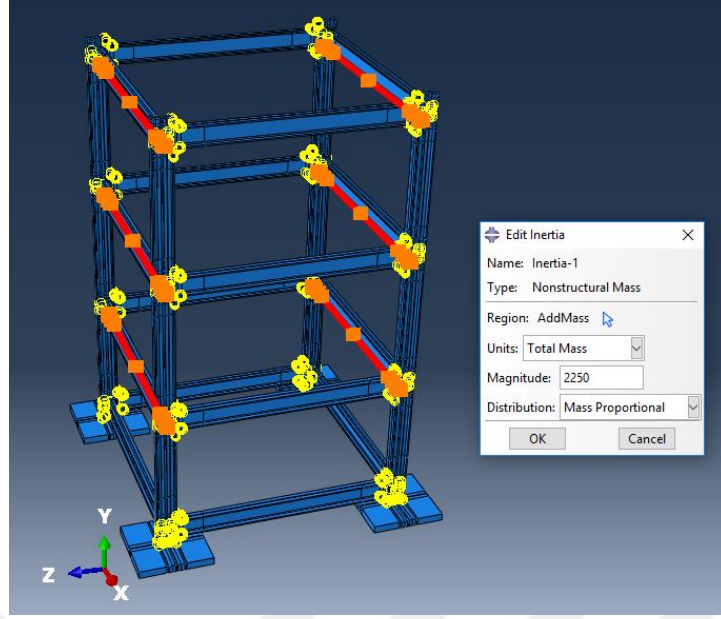 Edit Inertia
Name: Inertia-1
Type: Nonstructural Mass
Region: AddMass
Units: Total Mass
Magnitude: 2250
Distribution: Mass Proportional
OK Cancel
Y
Z
X